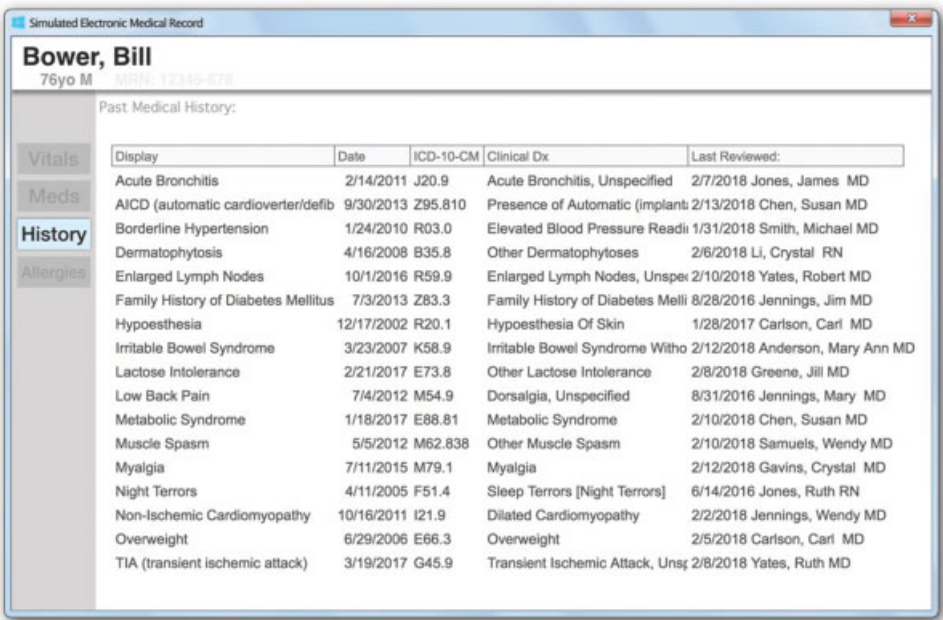 Simulated Electronic Medical Record
Bower, Bill
76yo M MRN: 12345-678
Past Medical History:
Vitals
Meds
History
Allergies
Display Date ICD-10-CM Clinical Dx Last Reviewed:
Acute Bronchitis 2/14/2011 J20.9 Acute Bronchitis, Unspecified 2/7/2018 Jones, James MD
AICD (automatic cardioverter/defib 9/30/2013 Z95.810 Presence of Automatic (implanta 2/13/2018 Chen, Susan MD
Borderline Hypertension 1/24/2010 R03.0 Elevated Blood Pressure Readi 1/31/2018 Smith, Michael MD
Dermatophytosis 4/16/2008 B35.8 Other Dermatophytoses 2/6/2018 Li, Crystal RN
Enlarged Lymph Nodes 10/1/2016 R59.9 Enlarged Lymph Nodes, Unspec 2/10/2018 Yates, Robert MD
Family History of Diabetes Mellitus 7/3/2013 Z83.3 Family History of Diabetes Melli 8/28/2016 Jennings, Jim MD
Hypoesthesia 12/17/2002 R20.1 Hypoesthesia Of Skin 1/28/2017 Carlson, Carl MD
Irritable Bowel Syndrome 3/23/2007 K58.9 Irritable Bowel Syndrome Witho 2/12/2018 Anderson, Mary Ann MD
Lactose Intolerance 2/21/2017 E73.8 Other Lactose Intolerance 2/8/2018 Greene, Jill MD
Low Back Pain 7/4/2012 M54.9 Dorsalgia, Unspecified 8/31/2016 Jennings, Mary MD
Metabolic Syndrome 1/18/2017 E88.81 Metabolic Syndrome 2/10/2018 Chen, Susan MD
Muscle Spasm 5/5/2012 M62.838 Other Muscle Spasm 2/10/2018 Samuels, Wendy MD
Myalgia 7/11/2015 M79.1 Myalgia 2/12/2018 Gavins, Crystal MD
Night Terrors 4/11/2005 F51.4 Sleep Terrors [Night Terrors] 6/14/2016 Jones, Ruth RN
Non-Ischemic Cardiomyopathy 10/16/2011 I21.9 Dilated Cardiomyopathy 2/2/2018 Jennings, Wendy MD
Overweight 6/29/2006 E66.3 Overweight 2/5/2018 Carlson, Carl MD
TIA (transient ischemic attack) 3/19/2017 G45.9 Transient Ischemic Attack, Unsp 2/8/2018 Yates, Ruth MD